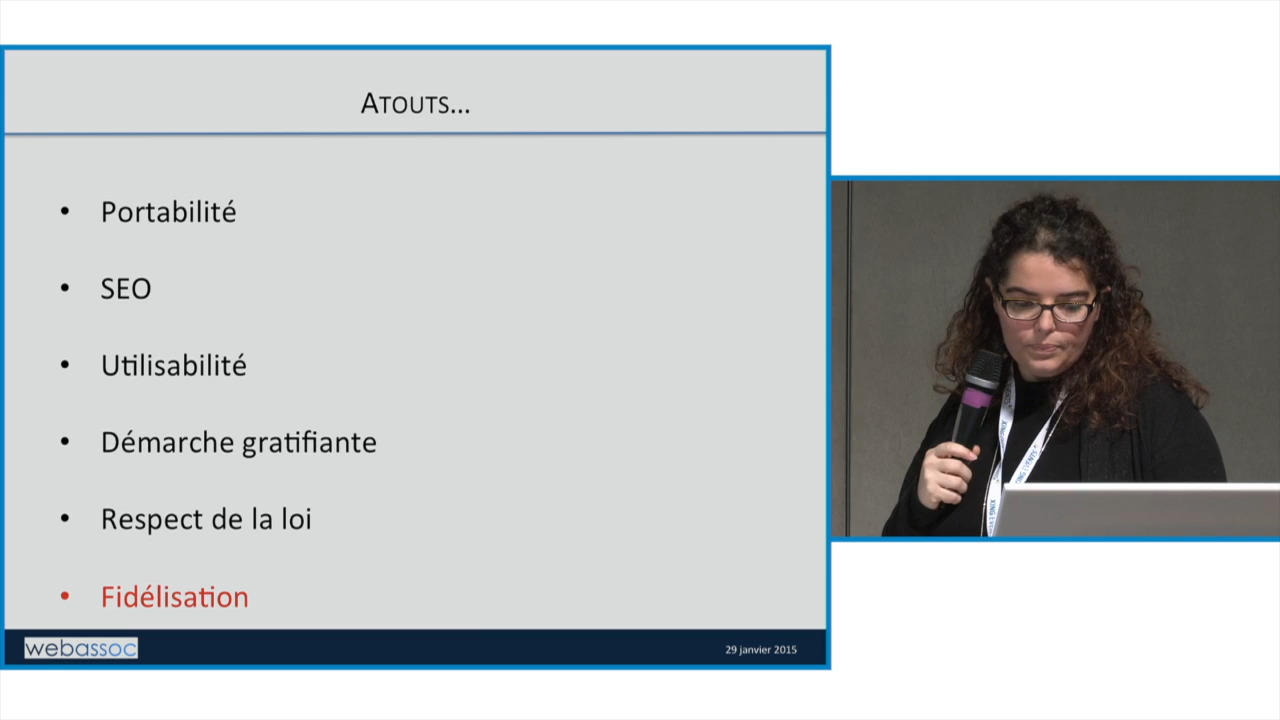 ATOUTS...
• Portabilité
• SEO
• Utilisabilité
• Démarche gratifiante
• Respect de la loi
• Fidélisation
webassoc
29 janvier 2015